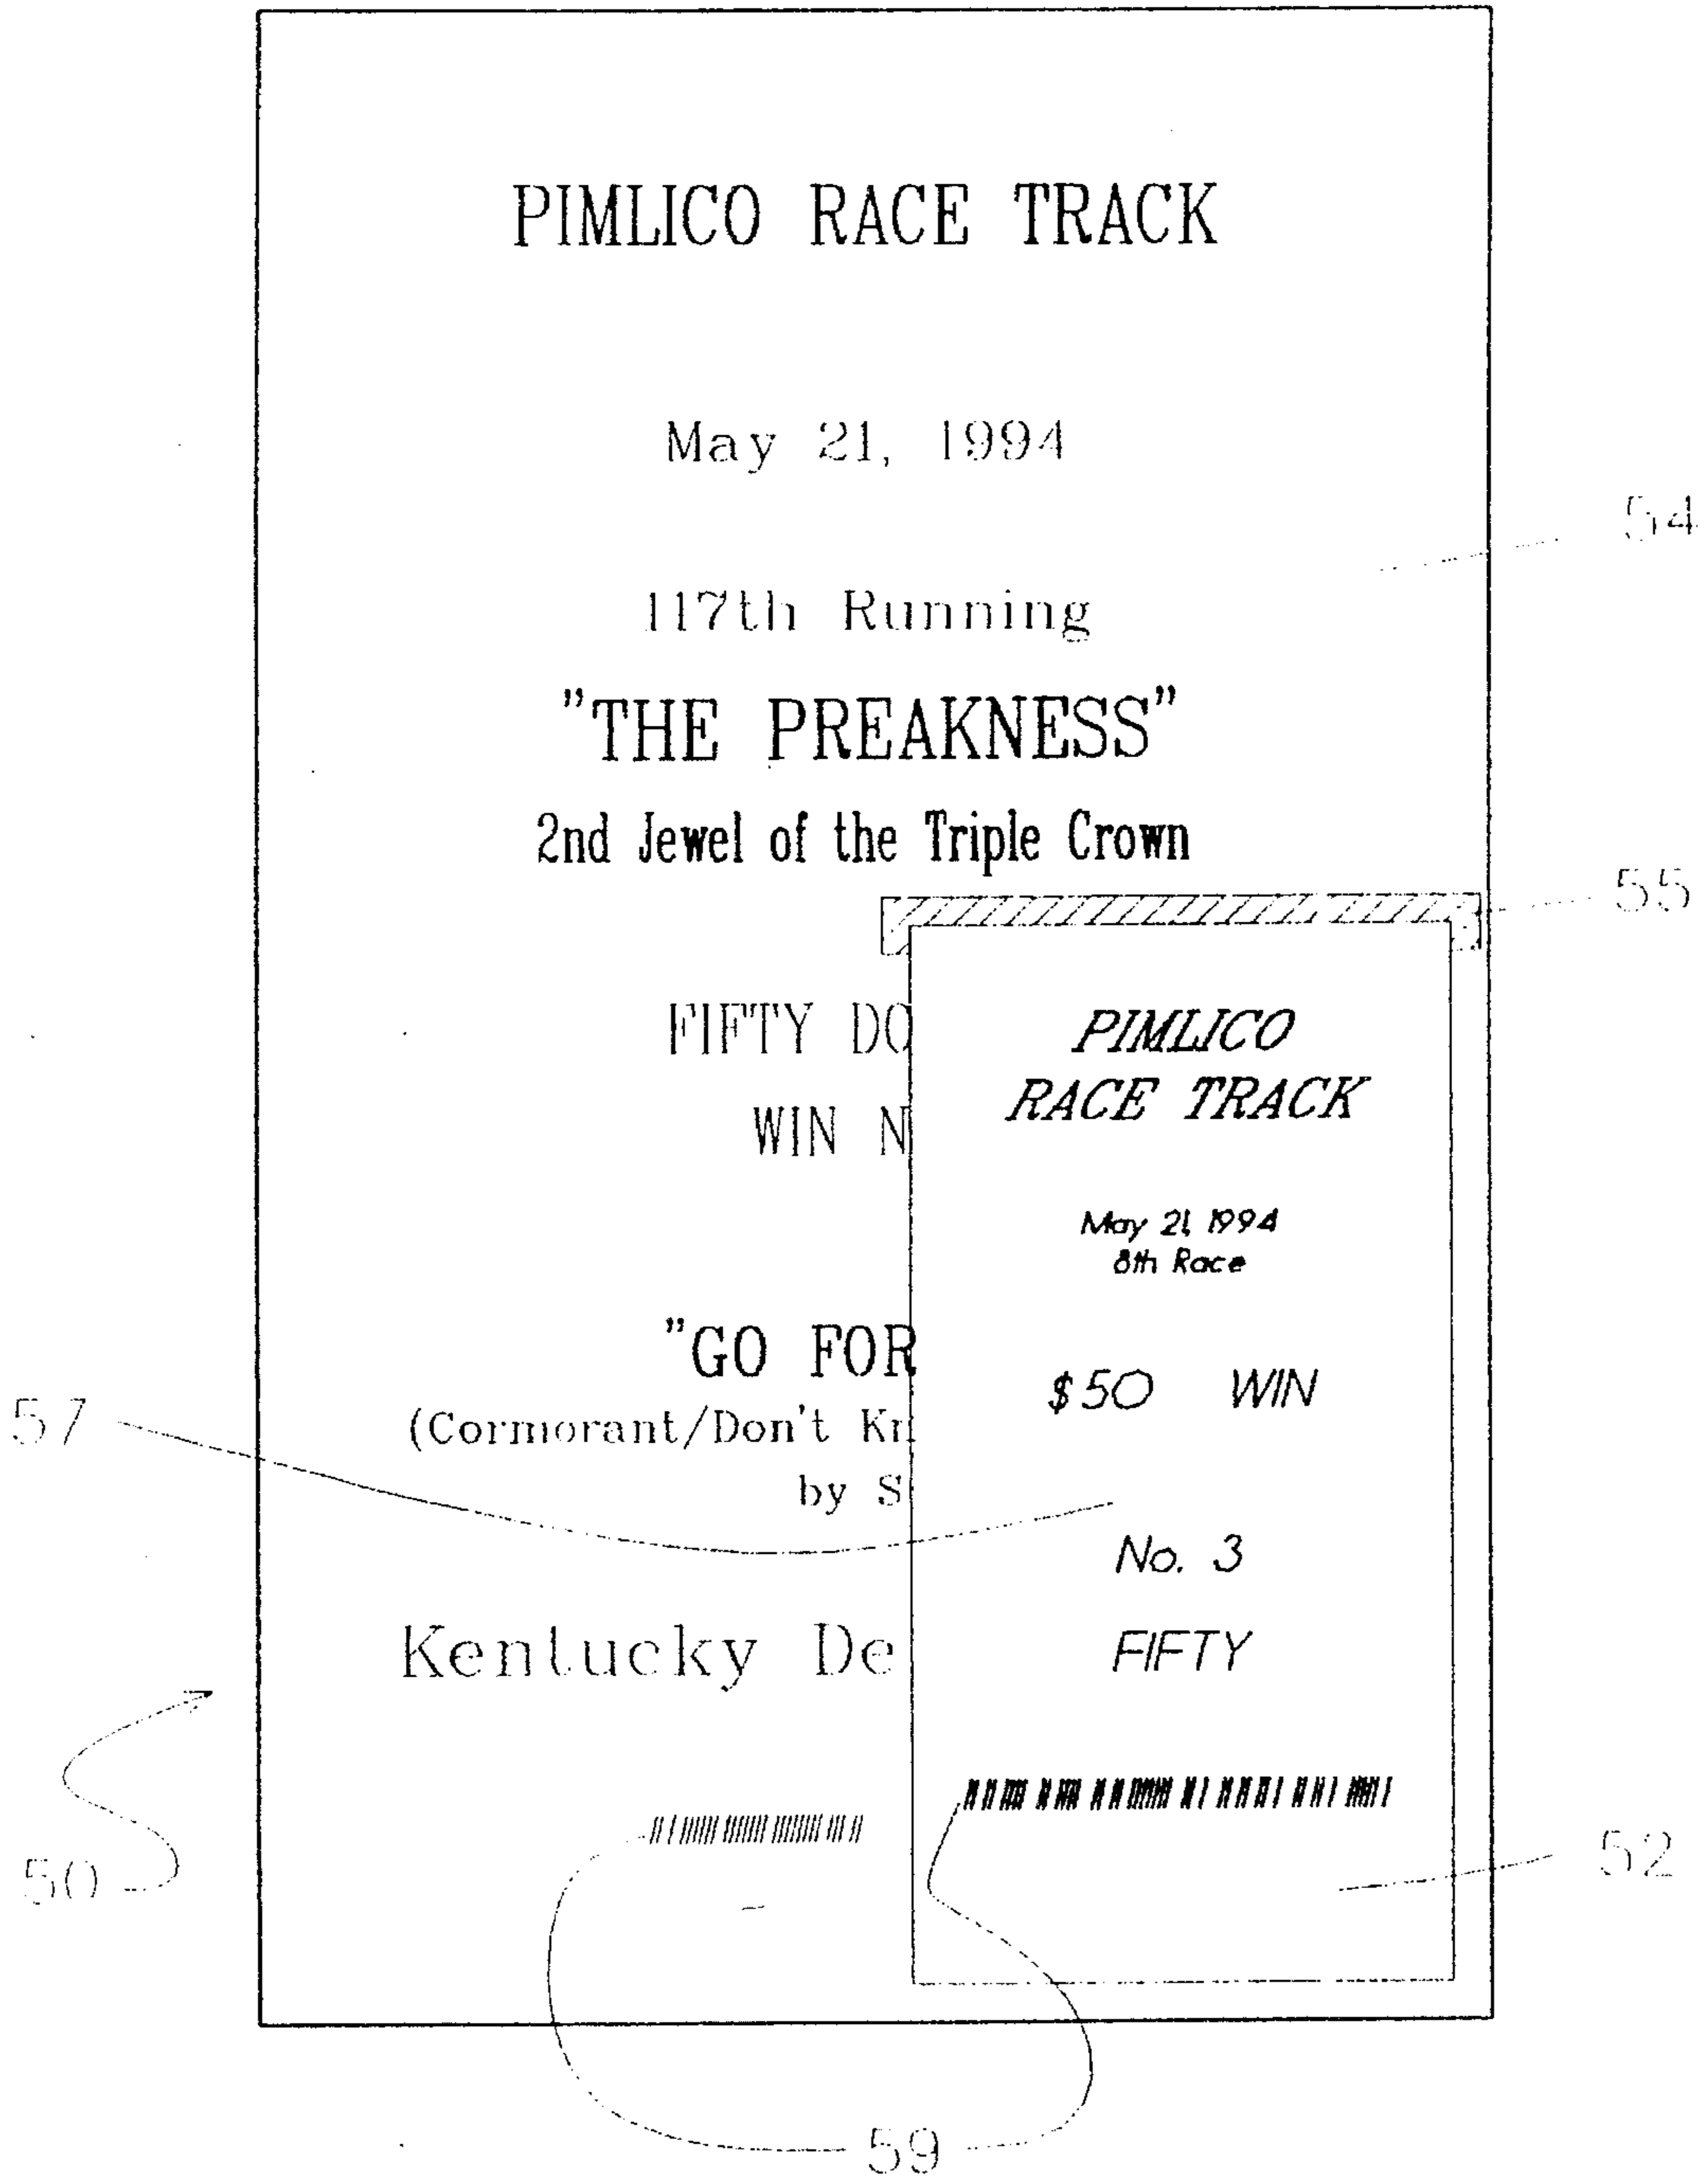 PIMLICO RACE TRACK
May 21, 1994
54
117th Running
"THE PREAKNESS"
2nd Jewel of the Triple Crown
55
FIFTY DO
WIN N
"GO FOR
(Cormorant/Don't Kn
by S
Kentucky De
PIMLICO
RACE TRACK
May 21, 1994
8th Race
$50 WIN
No. 3
FIFTY
57
50
52
59